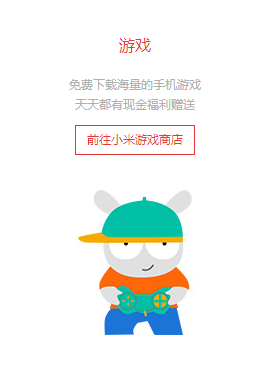 游戏
免费下载海量的手机游戏
天天都有现金福利赠送
前往小米游戏商店